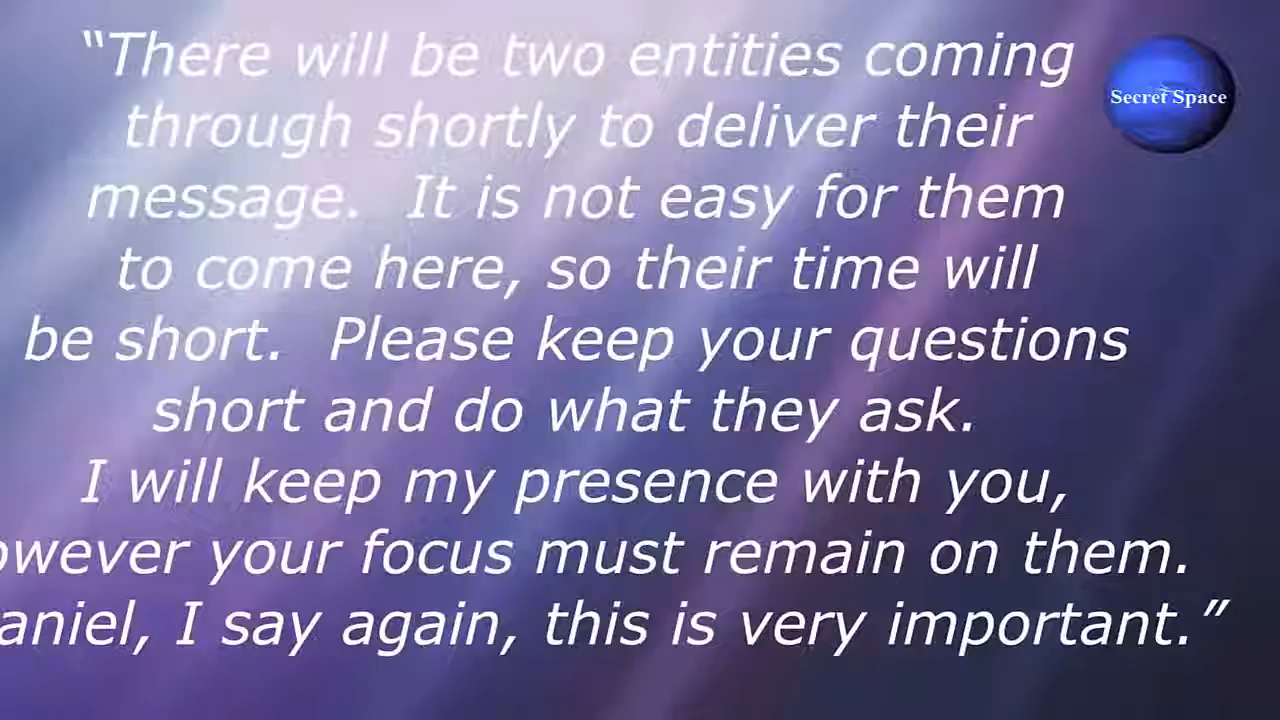 “There will be two entities coming
through shortly to deliver their
message.  It is not easy for them
to come here, so their time will
be short.  Please keep your questions
short and do what they ask.
I will keep my presence with you,
owever your focus must remain on them.
aniel, I say again, this is very important.”
Secret Space